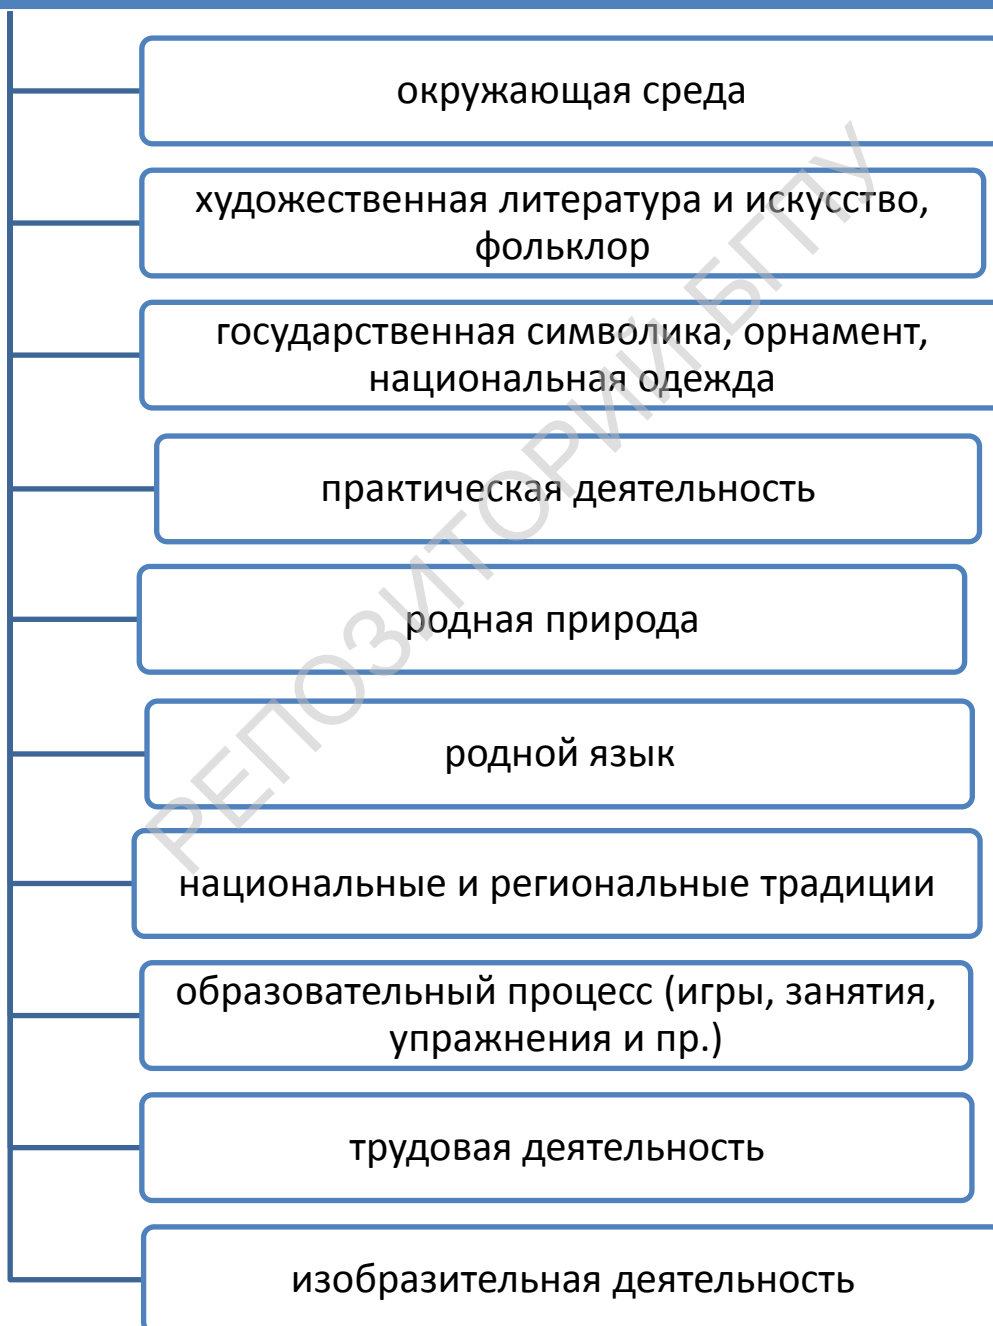 окружающая среда
художественная литература и искусство,
фольклор
государственная символика, орнамент,
национальная одежда
практическая деятельность
родная природа
родной язык
национальные и региональные традиции
образовательный процесс (игры, занятия,
упражнения и пр.)
трудовая деятельность
изобразительная деятельность
РЕПОЗИТОРИЙ БГПУ